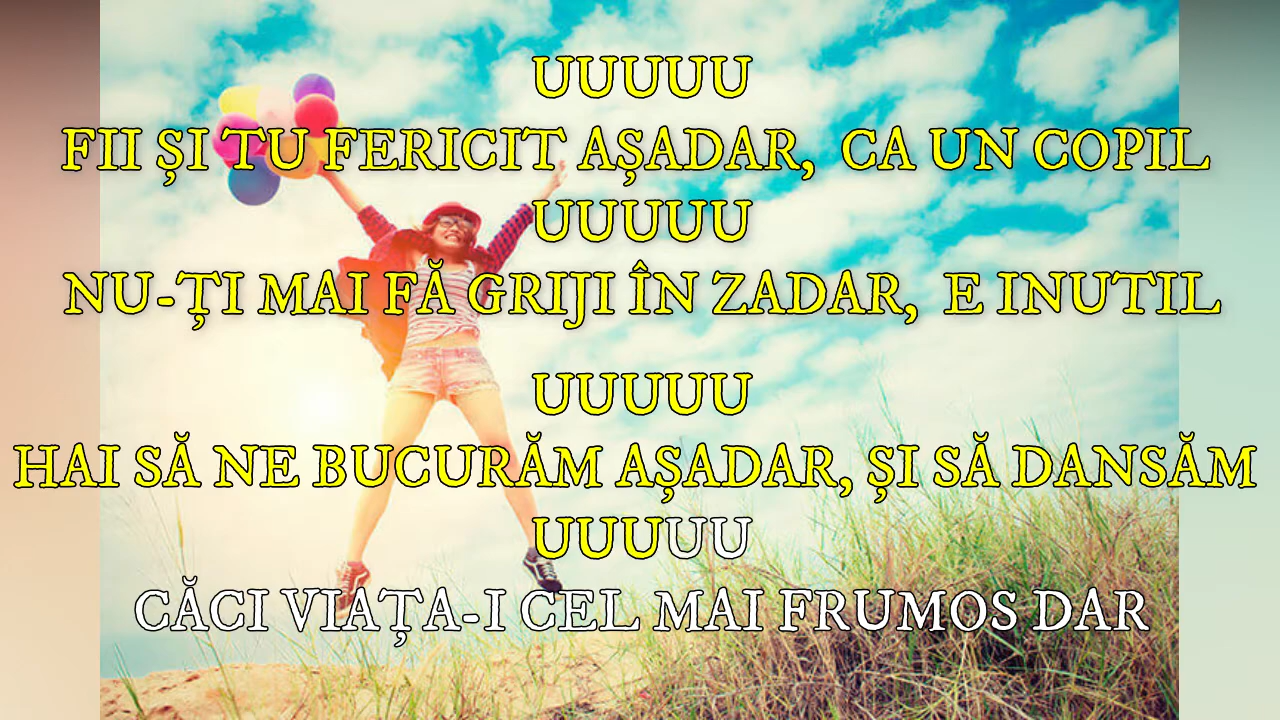 UUUUU
FII ȘI TU FERICIT AȘADAR, CA UN COPIL
UUUUU
NU-ȚI MAI FĂ GRIJI ÎN ZADAR, E INUTIL
UUUUU
HAI SĂ NE BUCURĂM AȘADAR, ȘI SĂ DANSĂM
UUUUU
CĂCI VIAȚA-I CEL MAI FRUMOS DAR